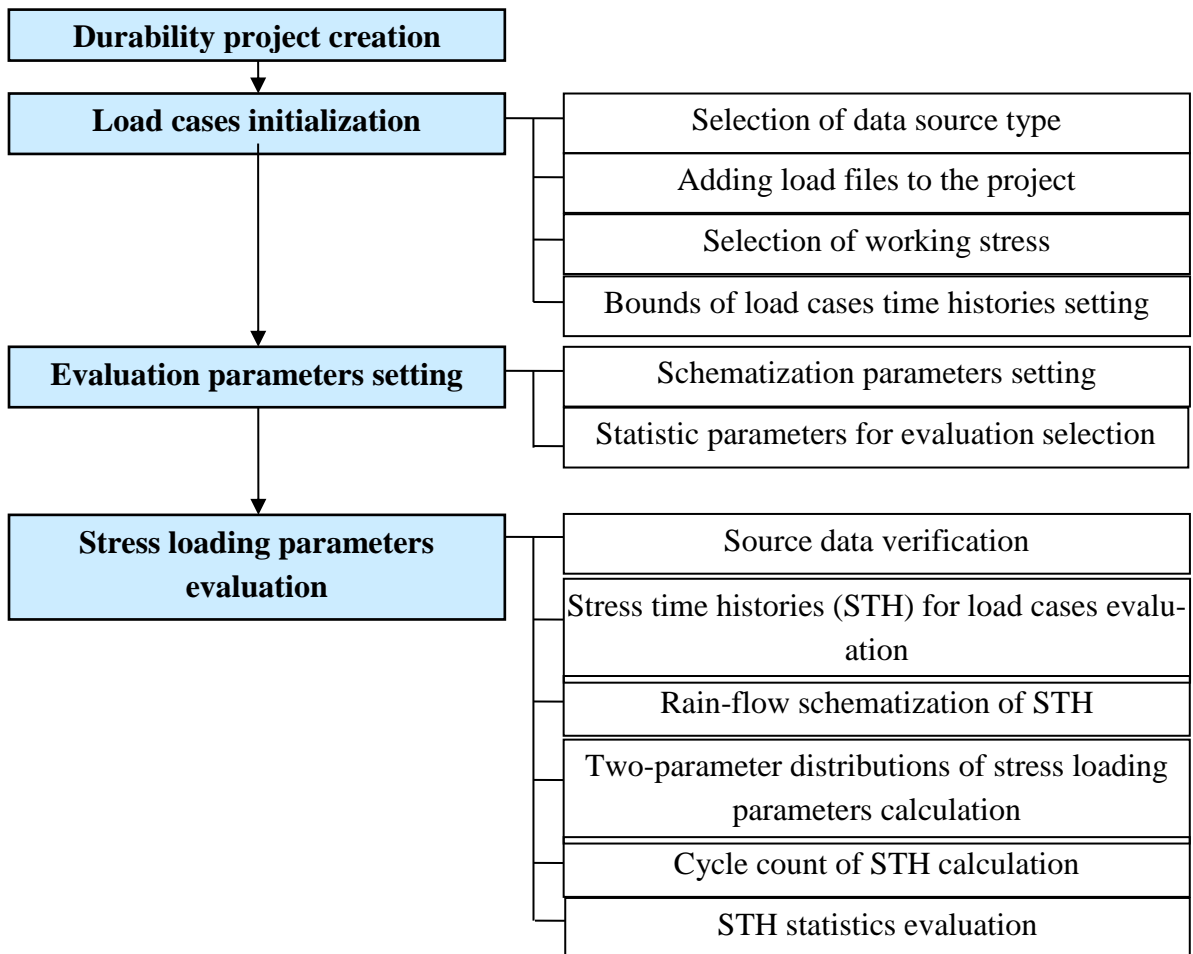 Durability project creation
Load cases initialization
Selection of data source type
Adding load files to the project
Selection of working stress
Bounds of load cases time histories setting
Evaluation parameters setting
Schematization parameters setting
Statistic parameters for evaluation selection
Stress loading parameters
evaluation
Source data verification
Stress time histories (STH) for load cases evalu-
ation
Rain-flow schematization of STH
Two-parameter distributions of stress loading
parameters calculation
Cycle count of STH calculation
STH statistics evaluation